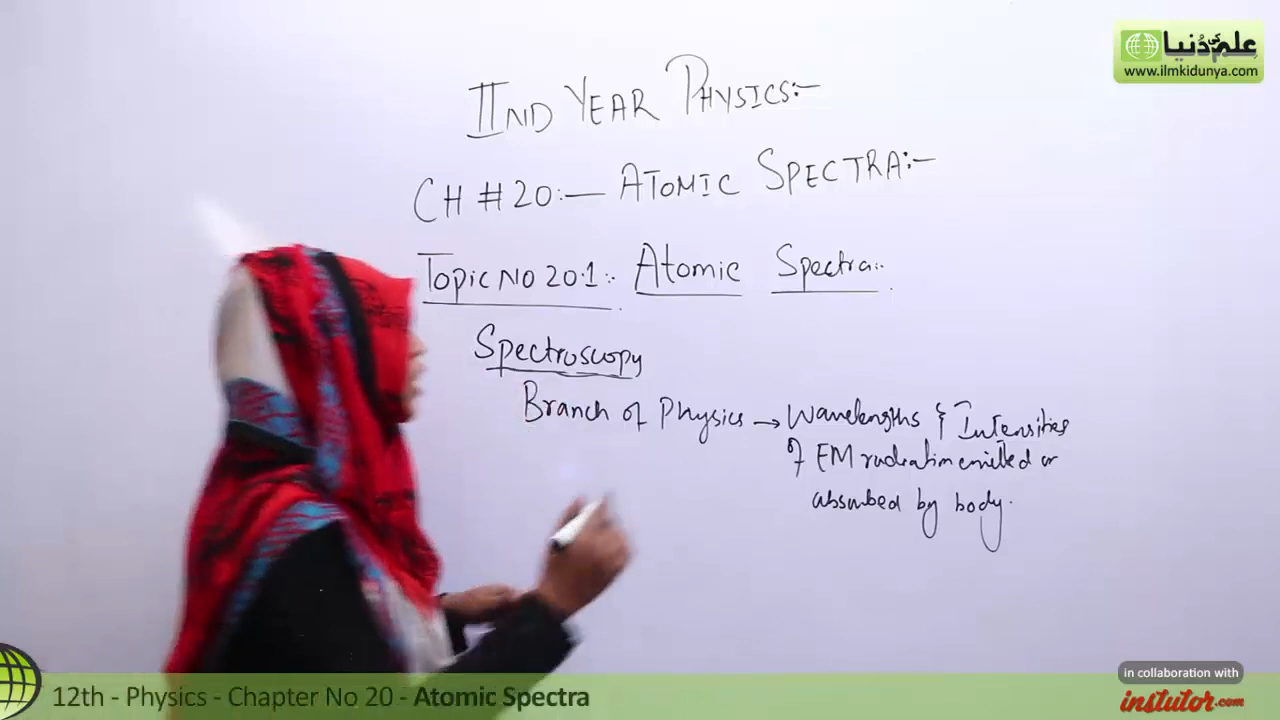 علم کی دُنیا
www.ilmkidunya.com
IIND YEAR PHYSICS:-
CH # 20:— ATOMIC SPECTRA:-
Topic No 20.1:- Atomic Spectra:.
Spectroscopy
Branch of Physics → Wavelengths & Intensities
of EM radiation emitted or
absorbed by body.
12th - Physics - Chapter No 20 - Atomic Spectra
in collaboration with
instutor.com